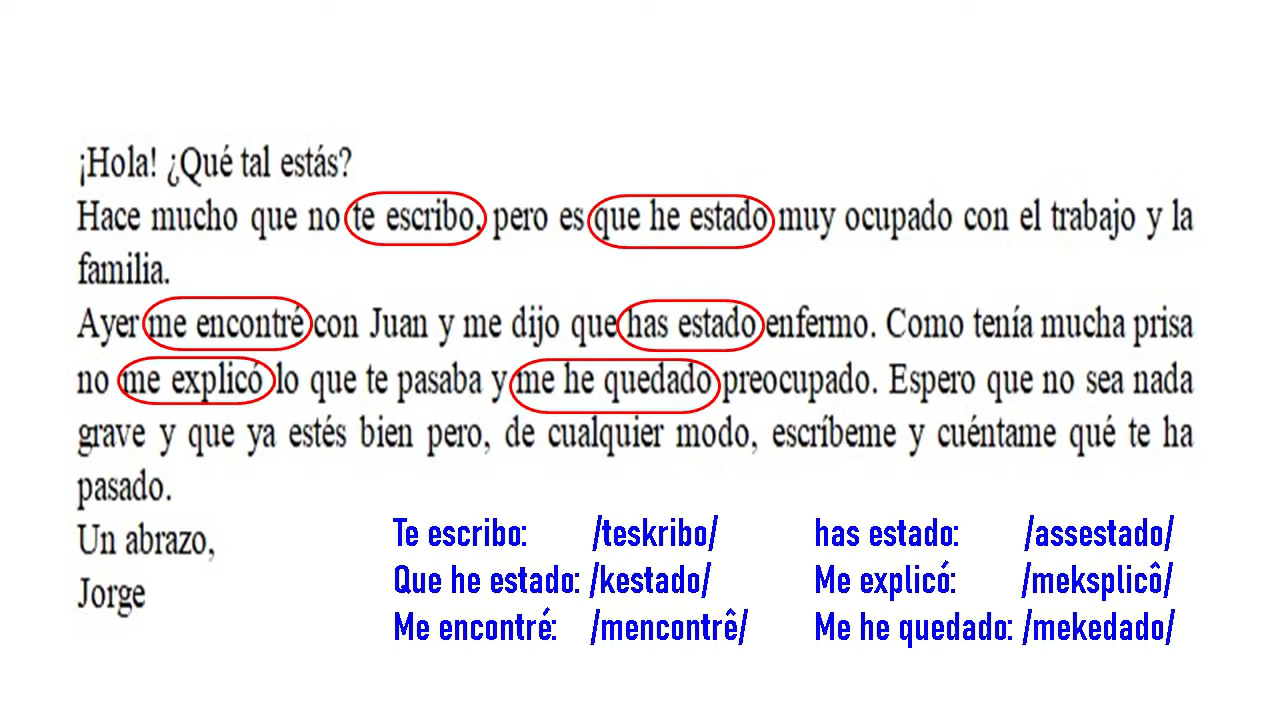 ¡Hola! ¿Qué tal estás?
Hace mucho que no te escribo, pero es que he estado muy ocupado con el trabajo y la
familia.
Ayer me encontré con Juan y me dijo que has estado enfermo. Como tenía mucha prisa
no me explicó lo que te pasaba y me he quedado preocupado. Espero que no sea nada
grave y que ya estés bien pero, de cualquier modo, escríbeme y cuéntame qué te ha
pasado.
Un abrazo,
Jorge
Te escribo: /teskribo/
Que he estado: /kestado/
Me encontré: /mencontrê/
has estado: /assestado/
Me explicó: /meksplicô/
Me he quedado: /mekedado/